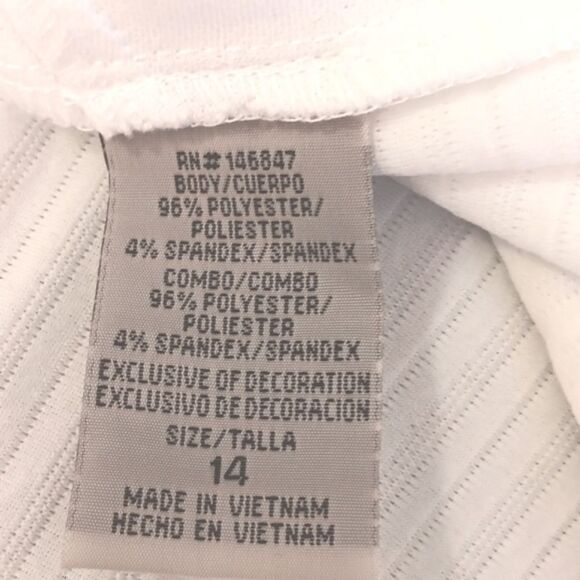 RN# 146847
BODY/CUERPO
96% POLYESTER/
POLIESTER
4% SPANDEX/SPANDEX
COMBO/COMBO
96% POLYESTER/
POLIESTER
4% SPANDEX/SPANDEX
EXCLUSIVE OF DECORATION
EXCLUSIVO DE DECORACION
SIZE/TALLA
14
MADE IN VIETNAM
HECHO EN VIETNAM